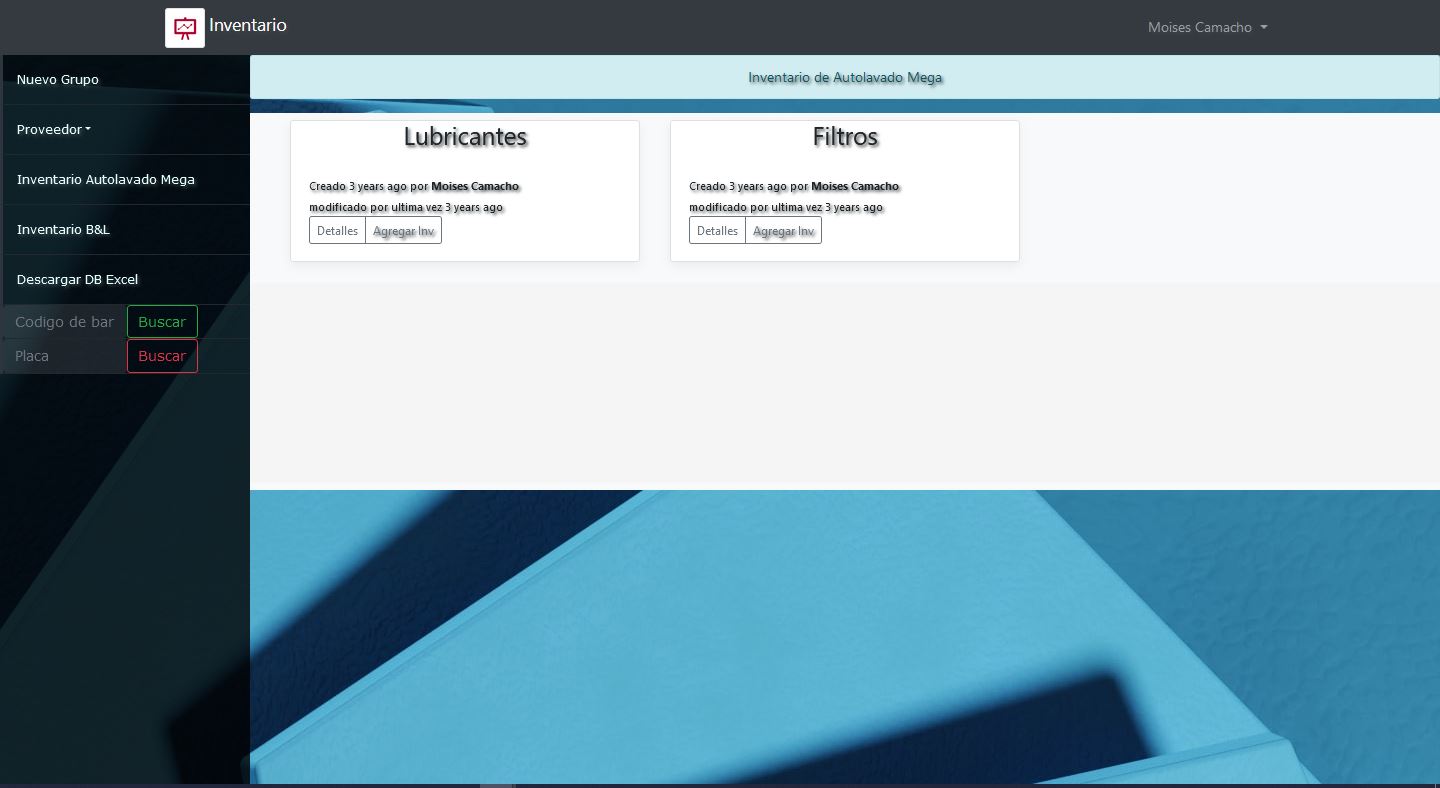 Inventario
Moises Camacho
Nuevo Grupo
Proveedor
Inventario Autolavado Mega
Inventario B&L
Descargar DB Excel
Codigo de bar
Buscar
Placa
Buscar
Inventario de Autolavado Mega
Lubricantes
Creado 3 years ago por Moises Camacho
modificado por ultima vez 3 years ago
Detalles
Agregar Inv
Filtros
Creado 3 years ago por Moises Camacho
modificado por ultima vez 3 years ago
Detalles
Agregar Inv